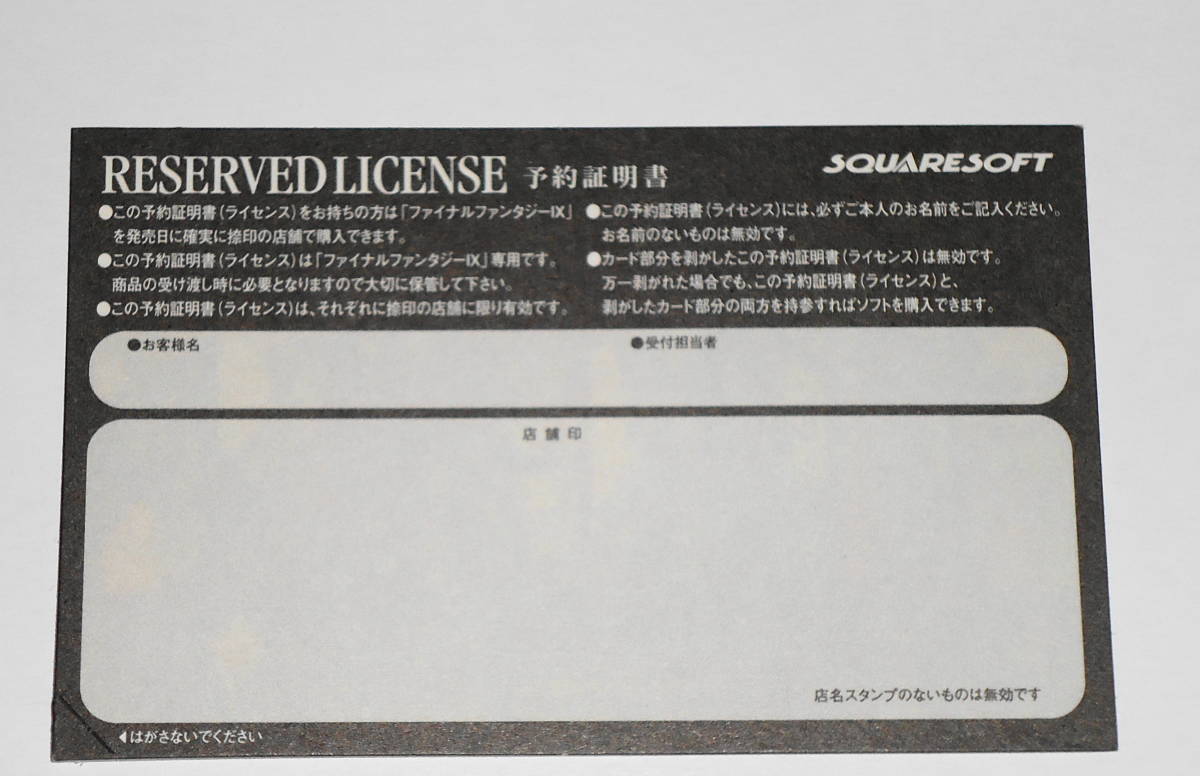 RESERVED LICENSE 予約証明書
SQUARESOFT
●この予約証明書(ライセンス)をお持ちの方は「ファイナルファンタジーIX」
を発売日に確実に捺印の店舗で購入できます。
●この予約証明書(ライセンス)は「ファイナルファンタジーIX」専用です。
商品の受け渡し時に必要となりますので大切に保管して下さい。
●この予約証明書(ライセンス)は、それぞれに捺印の店舗に限り有効です。
●この予約証明書(ライセンス)には、必ずご本人のお名前をご記入ください。
お名前のないものは無効です。
●カード部分を剥がしたこの予約証明書(ライセンス)は無効です。
万一剥がれた場合でも、この予約証明書(ライセンス)と、
剥がしたカード部分の両方を持参すればソフトを購入できます。
●お客様名
●受付担当者
店舗印
店名スタンプのないものは無効です
◀はがさないでください